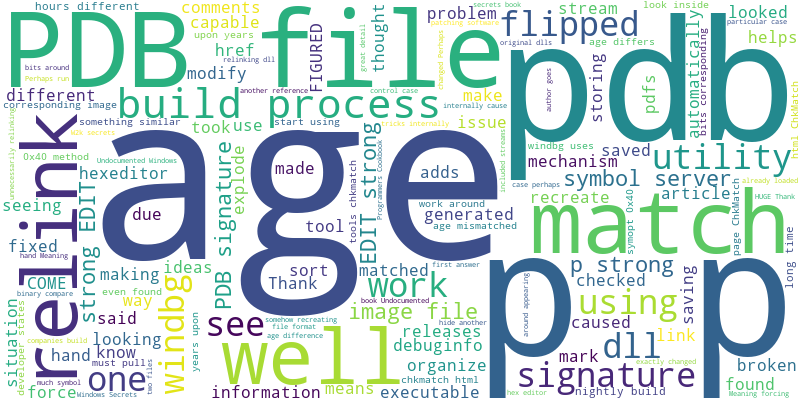 hours different
comments
capable
upon years
href
relinking dll
modify
PDB file
bits around
Perhaps run
different
corresponding image
another reference
FIGURED
great detail
thought
problem
control case
build process
stream
flipped
secrets book
patching software
original dlls
changed Perhaps
look inside
age differs
looked
particular case
helps
storing
pdfs
automatically
bits corresponding
author goes
html ChkMatch
make
issue
start using
internally cause
something similar
took
use
W2K secrets
unnecessarily relinking
0x40 method
Undocumented Windows
hexeditor
seeing
explode
made
adds
PDB signature
EDIT strong
Programmers Cookbook
tools chkmatch
bricks internally
included streams
windbg uses
mechanism
saved
case perhaps
pdb
utility
symbol server
article
already loaded
HUGE Thank
page ChkMatch
recreate
symopt 0x40
relink
strong EDIT
age
due
tool
generated
work around
age mismatched
match
fixed
hand Meaning
COME
binary compare
making
even found
ideas
matched
sort
Thank
first answer
p strong
checked
long time
way
windbg
said
looking
know
must pull
hand
companies build
situation
developer states
one
see
work
image file
using
saving
caused
link
around appearing
p
p
well
somehow recreating
file format
age difference
book Undocumented
hide another
releases
debuginfo
organize
chkmatch html
dll
mark
exactly changed
broken
force
much symbol
Windows Secrets
two files
years upon
information
means
executable
signature
nightly build
hex editor
found
Meaning forcing